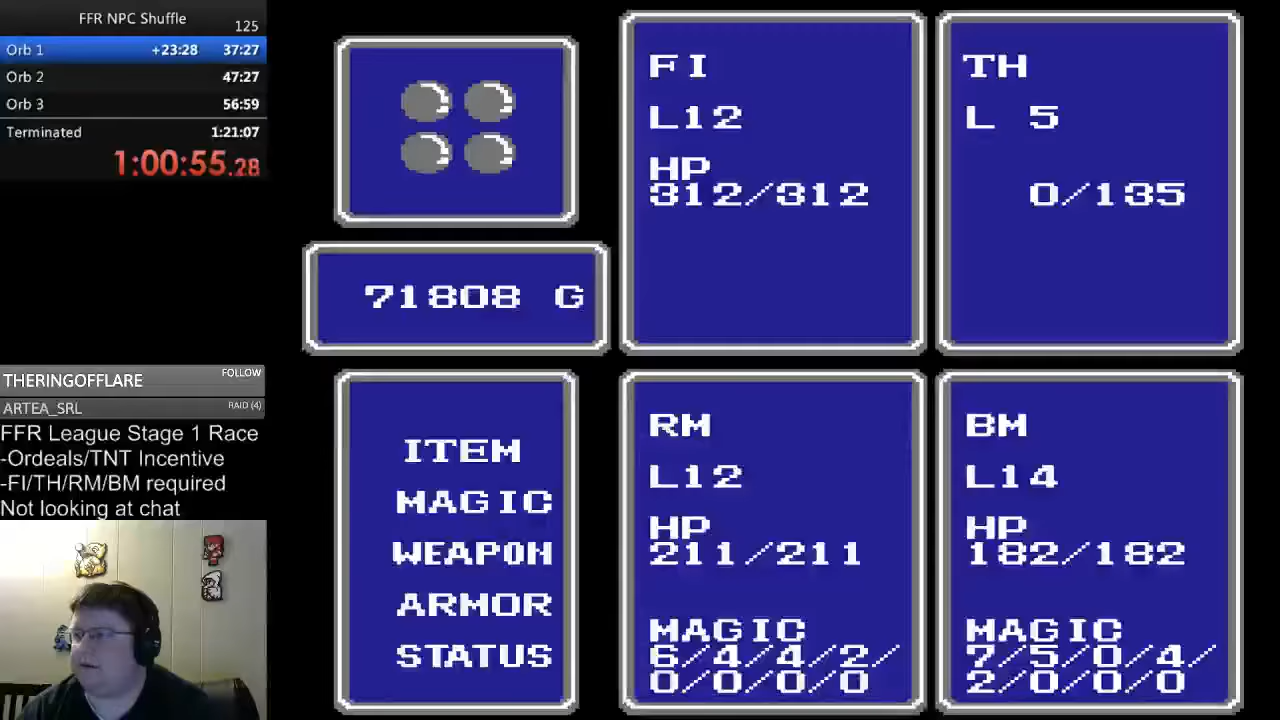 FFR NPC Shuffle
125
Orb 1 +23:28 37:27
Orb 2 47:27
Orb 3 56:59
Terminated 1:21:07
1:00:55.28
THERINGOFFLARE FOLLOW
ARTEA_SRL RAID (4)
FFR League Stage 1 Race
-Ordeals/TNT Incentive
-FI/TH/RM/BM required
Not looking at chat
71808 G
ITEM
MAGIC
WEAPON
ARMOR
STATUS
FI
L12
HP
312/312
TH
L 5
0/135
RM
L12
HP
211/211
MAGIC
6/4/4/2/
0/0/0/0
BM
L14
HP
182/182
MAGIC
7/5/0/4/
2/0/0/0